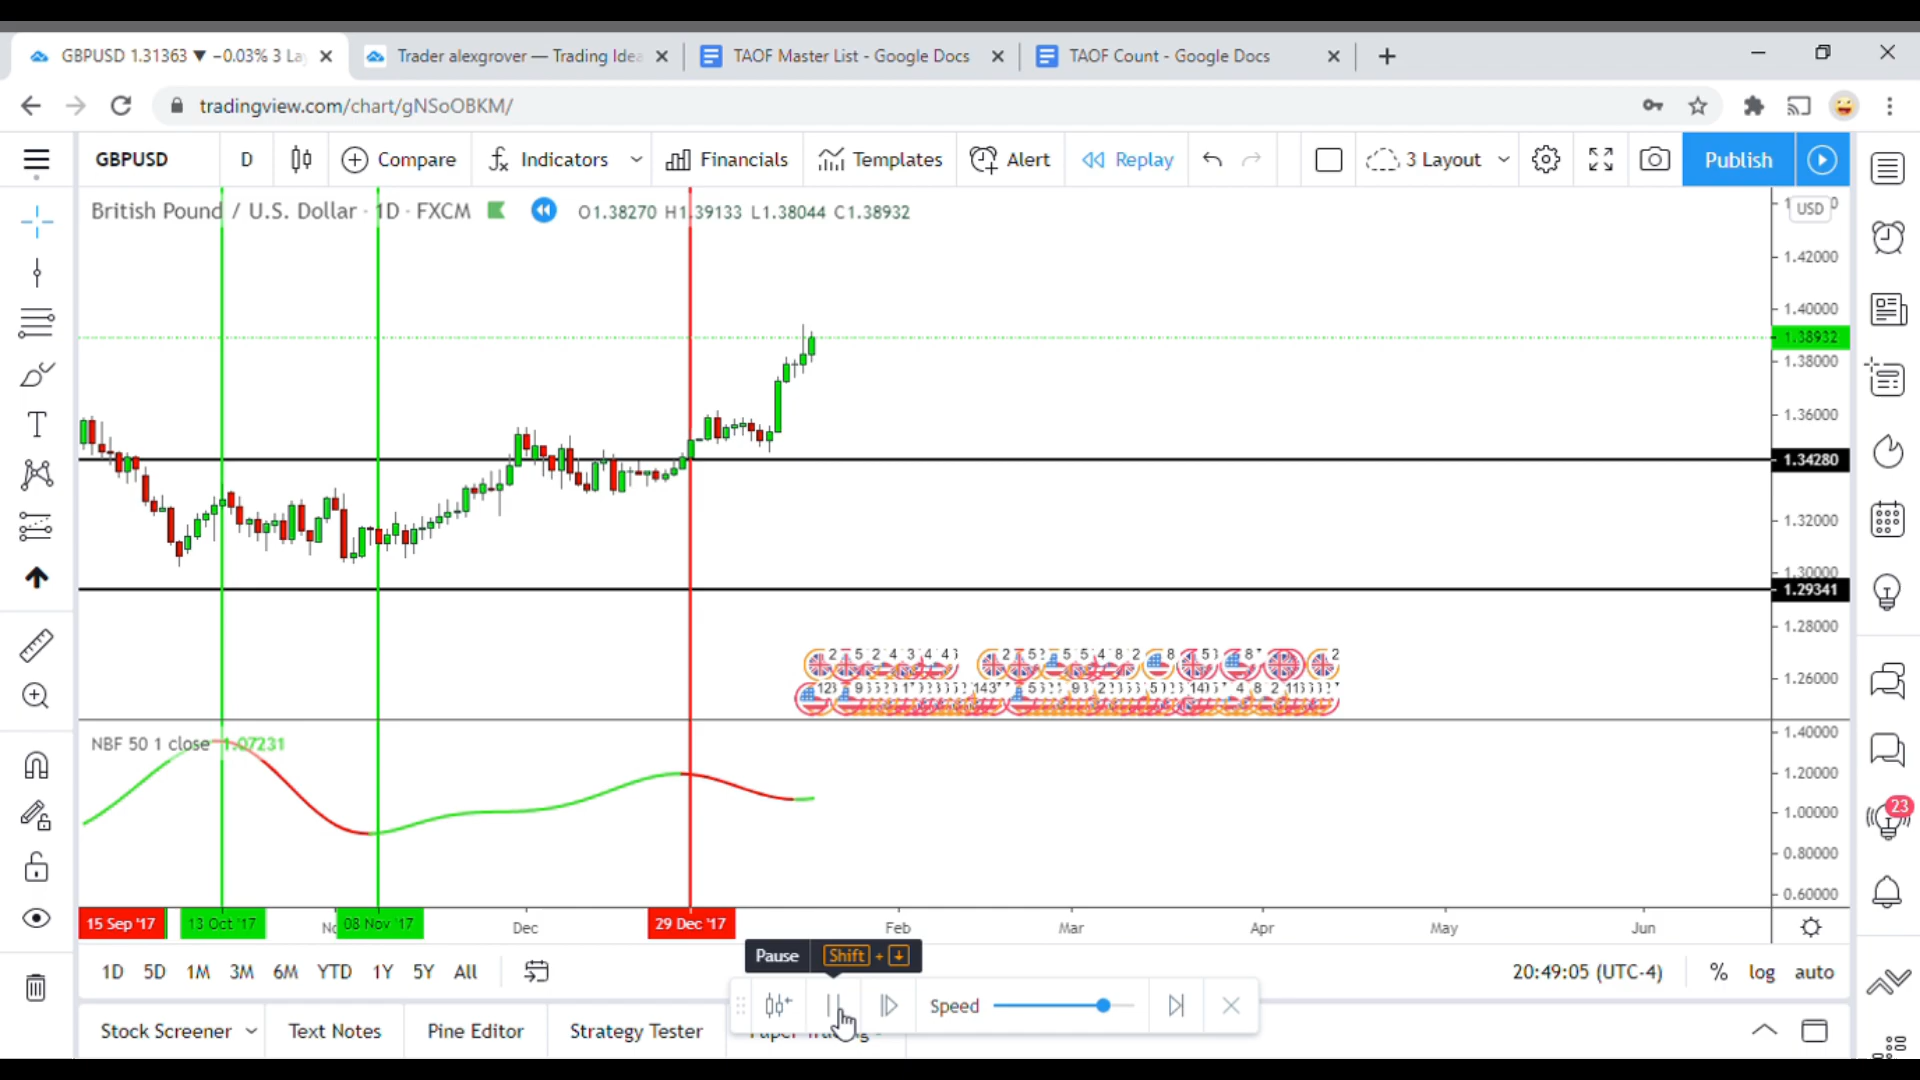 GBPUSD 1.31363 ▼ −0.03% 3 La
Trader alexgrover — Trading Idea
TAOF Master List - Google Docs
TAOF Count - Google Docs
tradingview.com/chart/gNSoOBKM/
GBPUSD D Compare Indicators Financials Templates Alert Replay 3 Layout Publish
British Pound / U.S. Dollar · 1D · FXCM O1.38270 H1.39133 L1.38044 C1.38932
USD
1.42000
1.40000
1.38932
1.38000
1.36000
1.34280
1.32000
1.30000
1.29341
1.28000
1.26000
NBF 50 1 close 1.07231
1.40000
1.20000
1.00000
0.80000
0.60000
23
15 Sep '17 13 Oct '17 08 Nov '17 Dec 29 Dec '17 Feb Mar Apr May Jun
Pause Shift + ↓
1D 5D 1M 3M 6M YTD 1Y 5Y All 20:49:05 (UTC-4) % log auto
Speed
Stock Screener Text Notes Pine Editor Strategy Tester